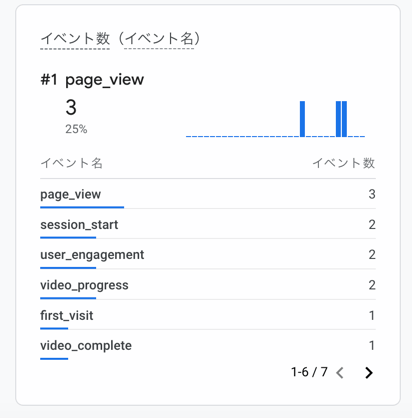 イベント数（イベント名）
#1 page_view
3
25%
イベント名 イベント数
page_view 3
session_start 2
user_engagement 2
video_progress 2
first_visit 1
video_complete 1
1-6 / 7